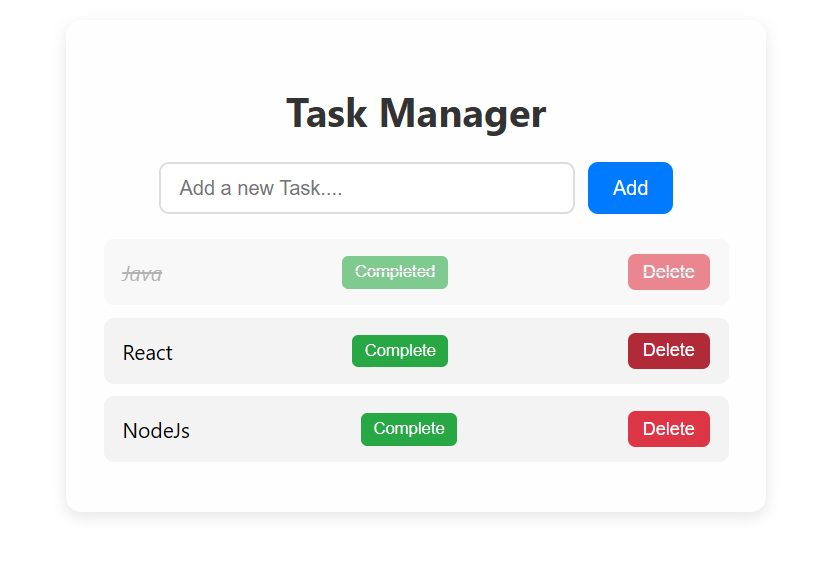 Task Manager
Add a new Task.... Add
Java Completed Delete
React Complete Delete
NodeJs Complete Delete